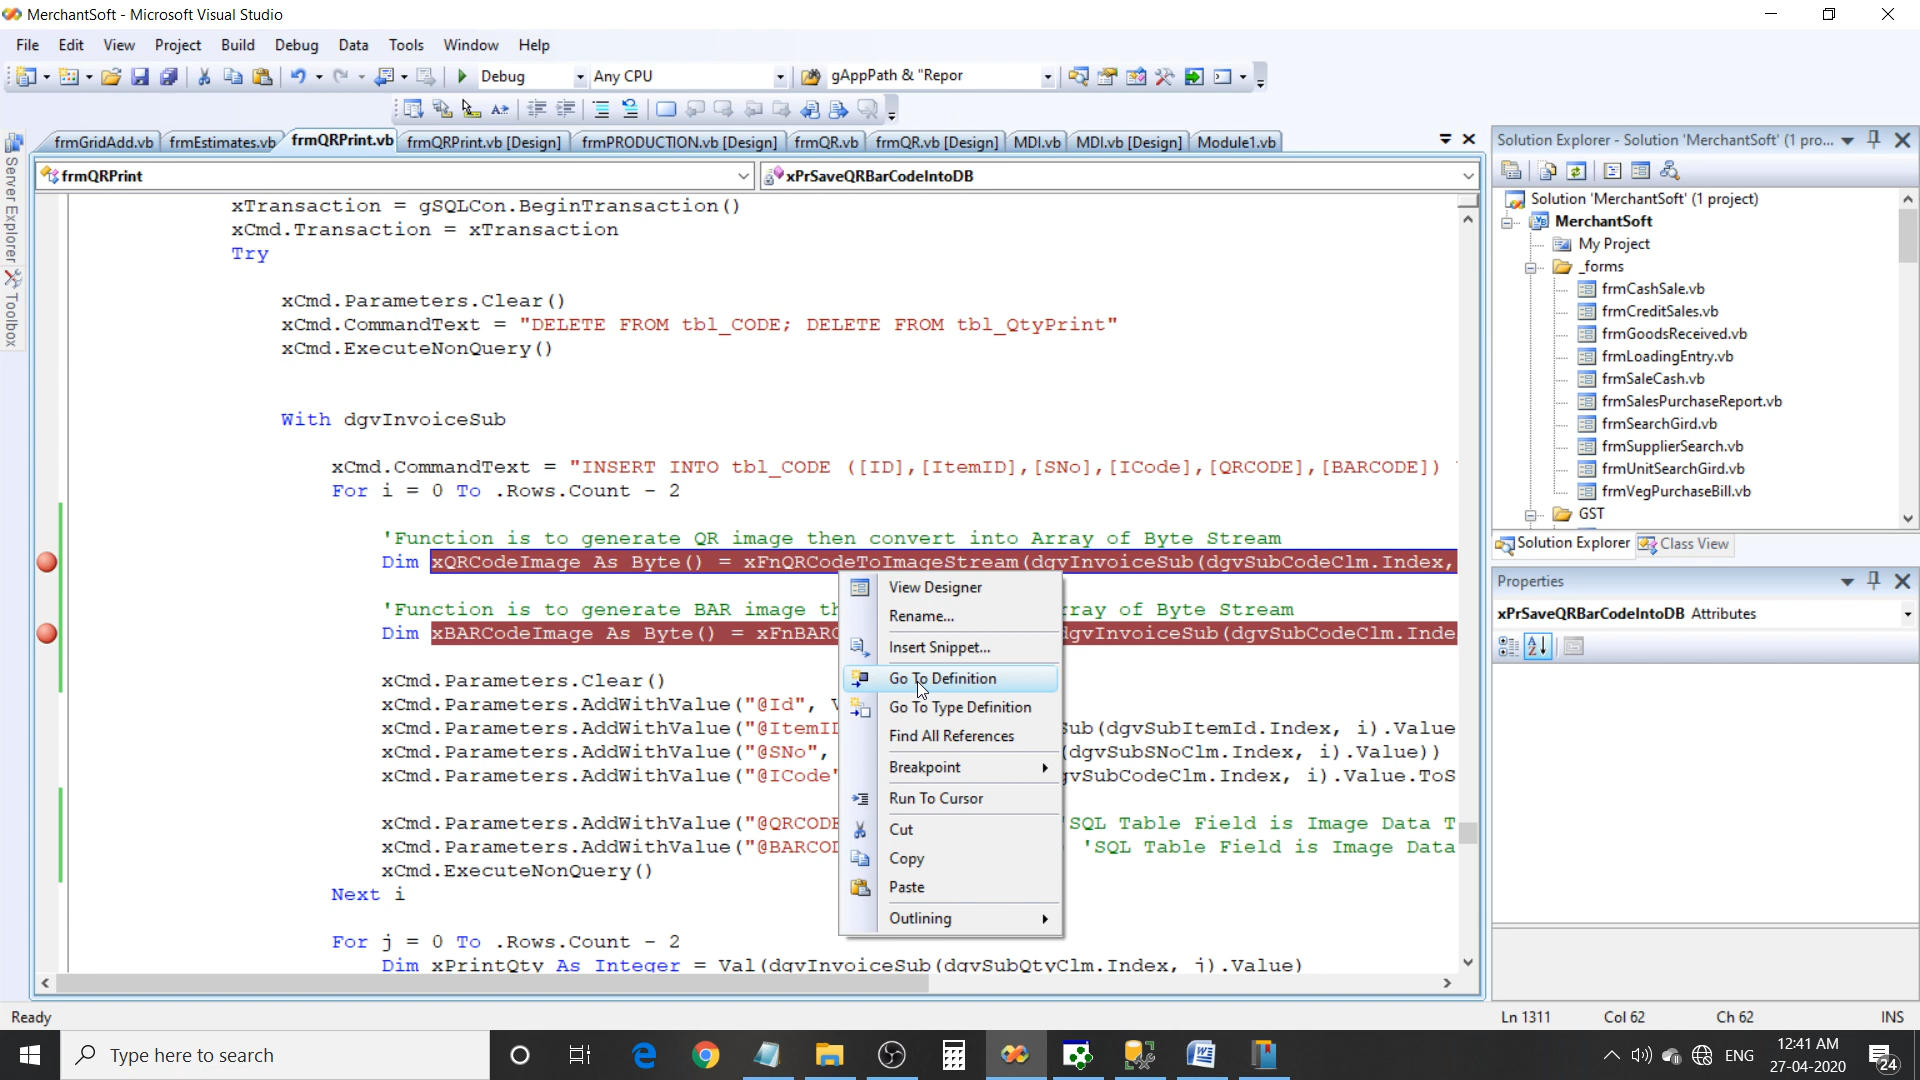 MerchantSoft - Microsoft Visual Studio
File Edit View Project Build Debug Data Tools Window Help
Debug Any CPU gAppPath & "Repor
frmGridAdd.vb frmEstimates.vb frmQRPrint.vb frmQRPrint.vb [Design] frmPRODUCTION.vb [Design] frmQR.vb frmQR.vb [Design] MDI.vb MDI.vb [Design] Module1.vb
frmQRPrint xPrSaveQRBarCodeIntoDB
Server Explorer
Toolbox
xTransaction = gSQLCon.BeginTransaction()
xCmd.Transaction = xTransaction
Try
xCmd.Parameters.Clear()
xCmd.CommandText = "DELETE FROM tbl_CODE; DELETE FROM tbl_QtyPrint"
xCmd.ExecuteNonQuery()
With dgvInvoiceSub
xCmd.CommandText = "INSERT INTO tbl_CODE ([ID],[ItemID],[SNo],[ICode],[QRCODE],[BARCODE])
For i = 0 To .Rows.Count - 2
'Function is to generate QR image then convert into Array of Byte Stream
Dim xQRCodeImage As Byte() = xFnQRCodeToImageStream(dgvInvoiceSub(dgvSubCodeClm.Index,
'Function is to generate BAR image th rray of Byte Stream
Dim xBARCodeImage As Byte() = xFnBARC dgvInvoiceSub(dgvSubCodeClm.Inde
xCmd.Parameters.Clear()
xCmd.Parameters.AddWithValue("@Id",
xCmd.Parameters.AddWithValue("@ItemID ub(dgvSubItemId.Index, i).Value
xCmd.Parameters.AddWithValue("@SNo", (dgvSubSNoClm.Index, i).Value))
xCmd.Parameters.AddWithValue("@ICode" vSubCodeClm.Index, i).Value.ToS
xCmd.Parameters.AddWithValue("@QRCODE 'SQL Table Field is Image Data T
xCmd.Parameters.AddWithValue("@BARCOD ) 'SQL Table Field is Image Data
xCmd.ExecuteNonQuery()
Next i
For j = 0 To .Rows.Count - 2
Dim xPrintQty As Integer = Val(dgvInvoiceSub(dgvSubQtyClm.Index, j).Value)
View Designer
Rename...
Insert Snippet...
Go To Definition
Go To Type Definition
Find All References
Breakpoint
Run To Cursor
Cut
Copy
Paste
Outlining
Solution Explorer - Solution 'MerchantSoft' (1 pro...
Solution 'MerchantSoft' (1 project)
MerchantSoft
My Project
_forms
frmCashSale.vb
frmCreditSales.vb
frmGoodsReceived.vb
frmLoadingEntry.vb
frmSaleCash.vb
frmSalesPurchaseReport.vb
frmSearchGird.vb
frmSupplierSearch.vb
frmUnitSearchGird.vb
frmVegPurchaseBill.vb
GST
Solution Explorer Class View
Properties
xPrSaveQRBarCodeIntoDB Attributes
Ready Ln 1311 Col 62 Ch 62 INS
Type here to search
ENG
12:41 AM
27-04-2020
24